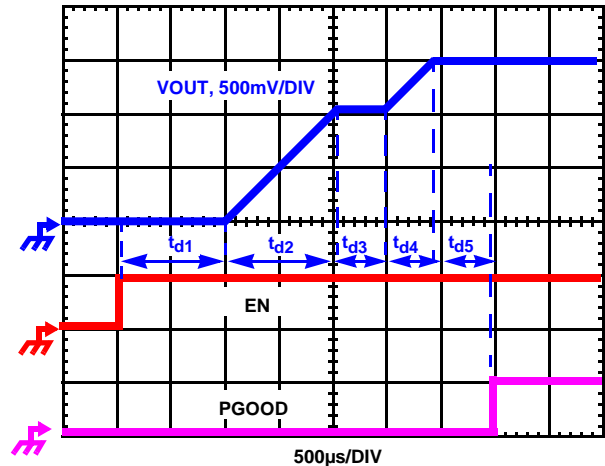 VOUT, 500mV/DIV
td1 td2 td3 td4 td5
EN
PGOOD
500µs/DIV